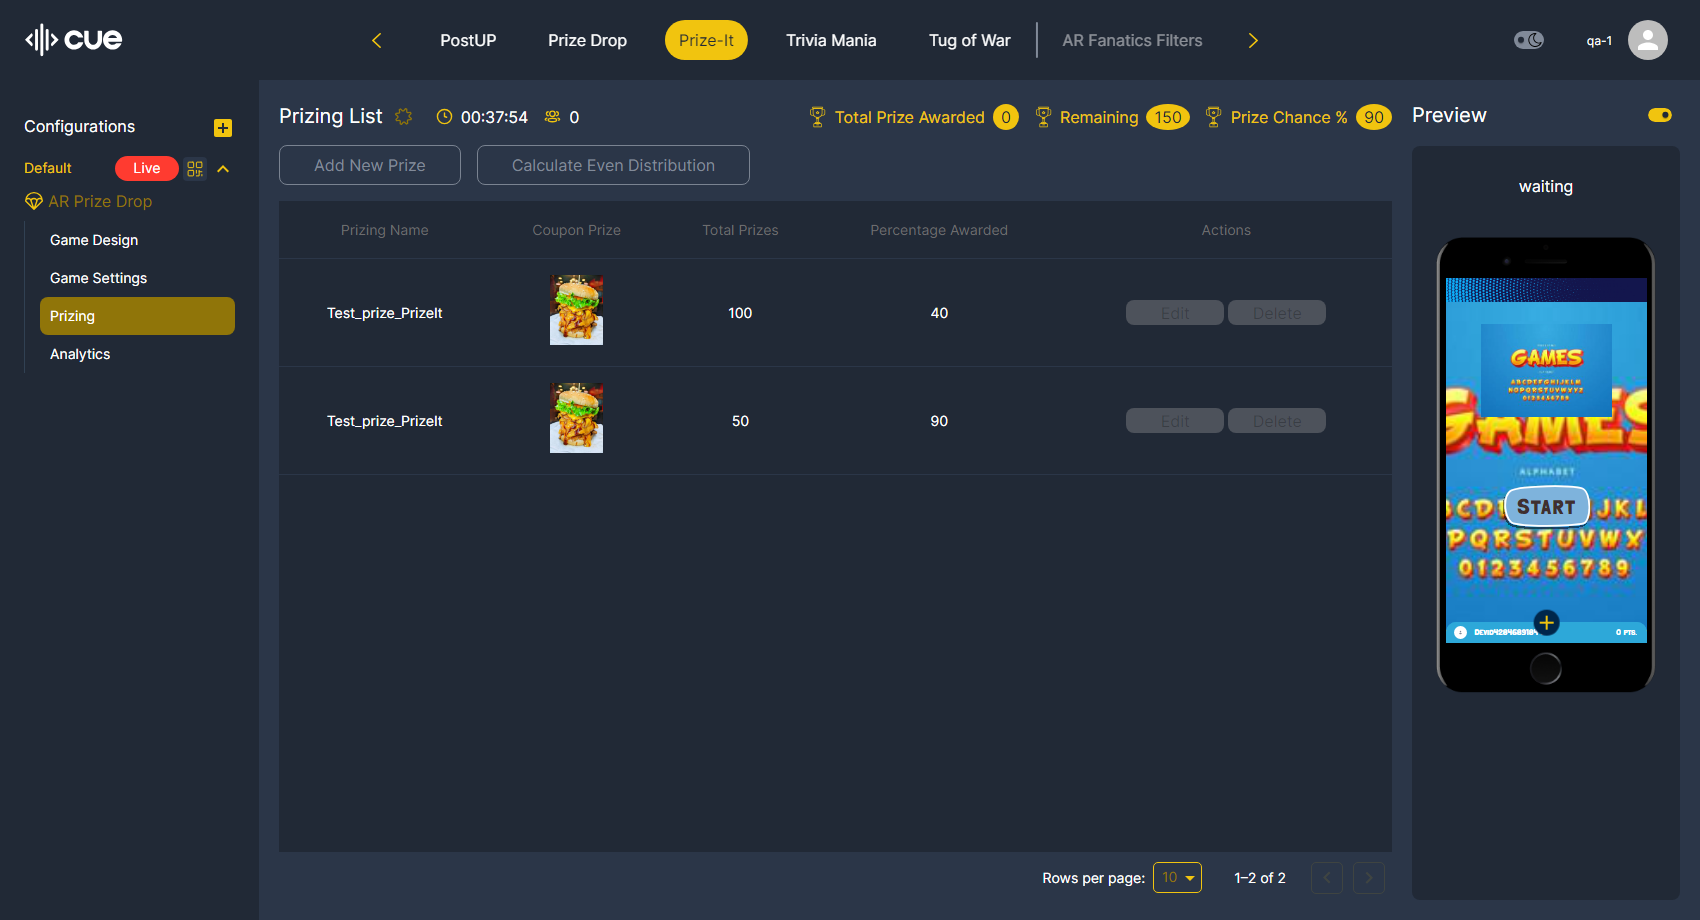 cue
PostUP
Prize Drop
Prize-It
Trivia Mania
Tug of War
AR Fanatics Filters
qa-1
Configurations
Default
Live
AR Prize Drop
Game Design
Game Settings
Prizing
Analytics
Prizing List 00:37:54 0
Total Prize Awarded 0 Remaining 150 Prize Chance % 90
Add New Prize
Calculate Even Distribution
Prizing Name Coupon Prize Total Prizes Percentage Awarded Actions
Test_prize_PrizeIt 100 40 Edit Delete
Test_prize_PrizeIt 50 90 Edit Delete
Rows per page: 10 1–2 of 2
Preview
waiting
GAMES
ABCDEFGHIJKLM
NOPQRSTUVWXYZ
0123456789
GAMES
ALPHABET
START
JKL
PQRSTUVWX
0123456789
0 PTS.